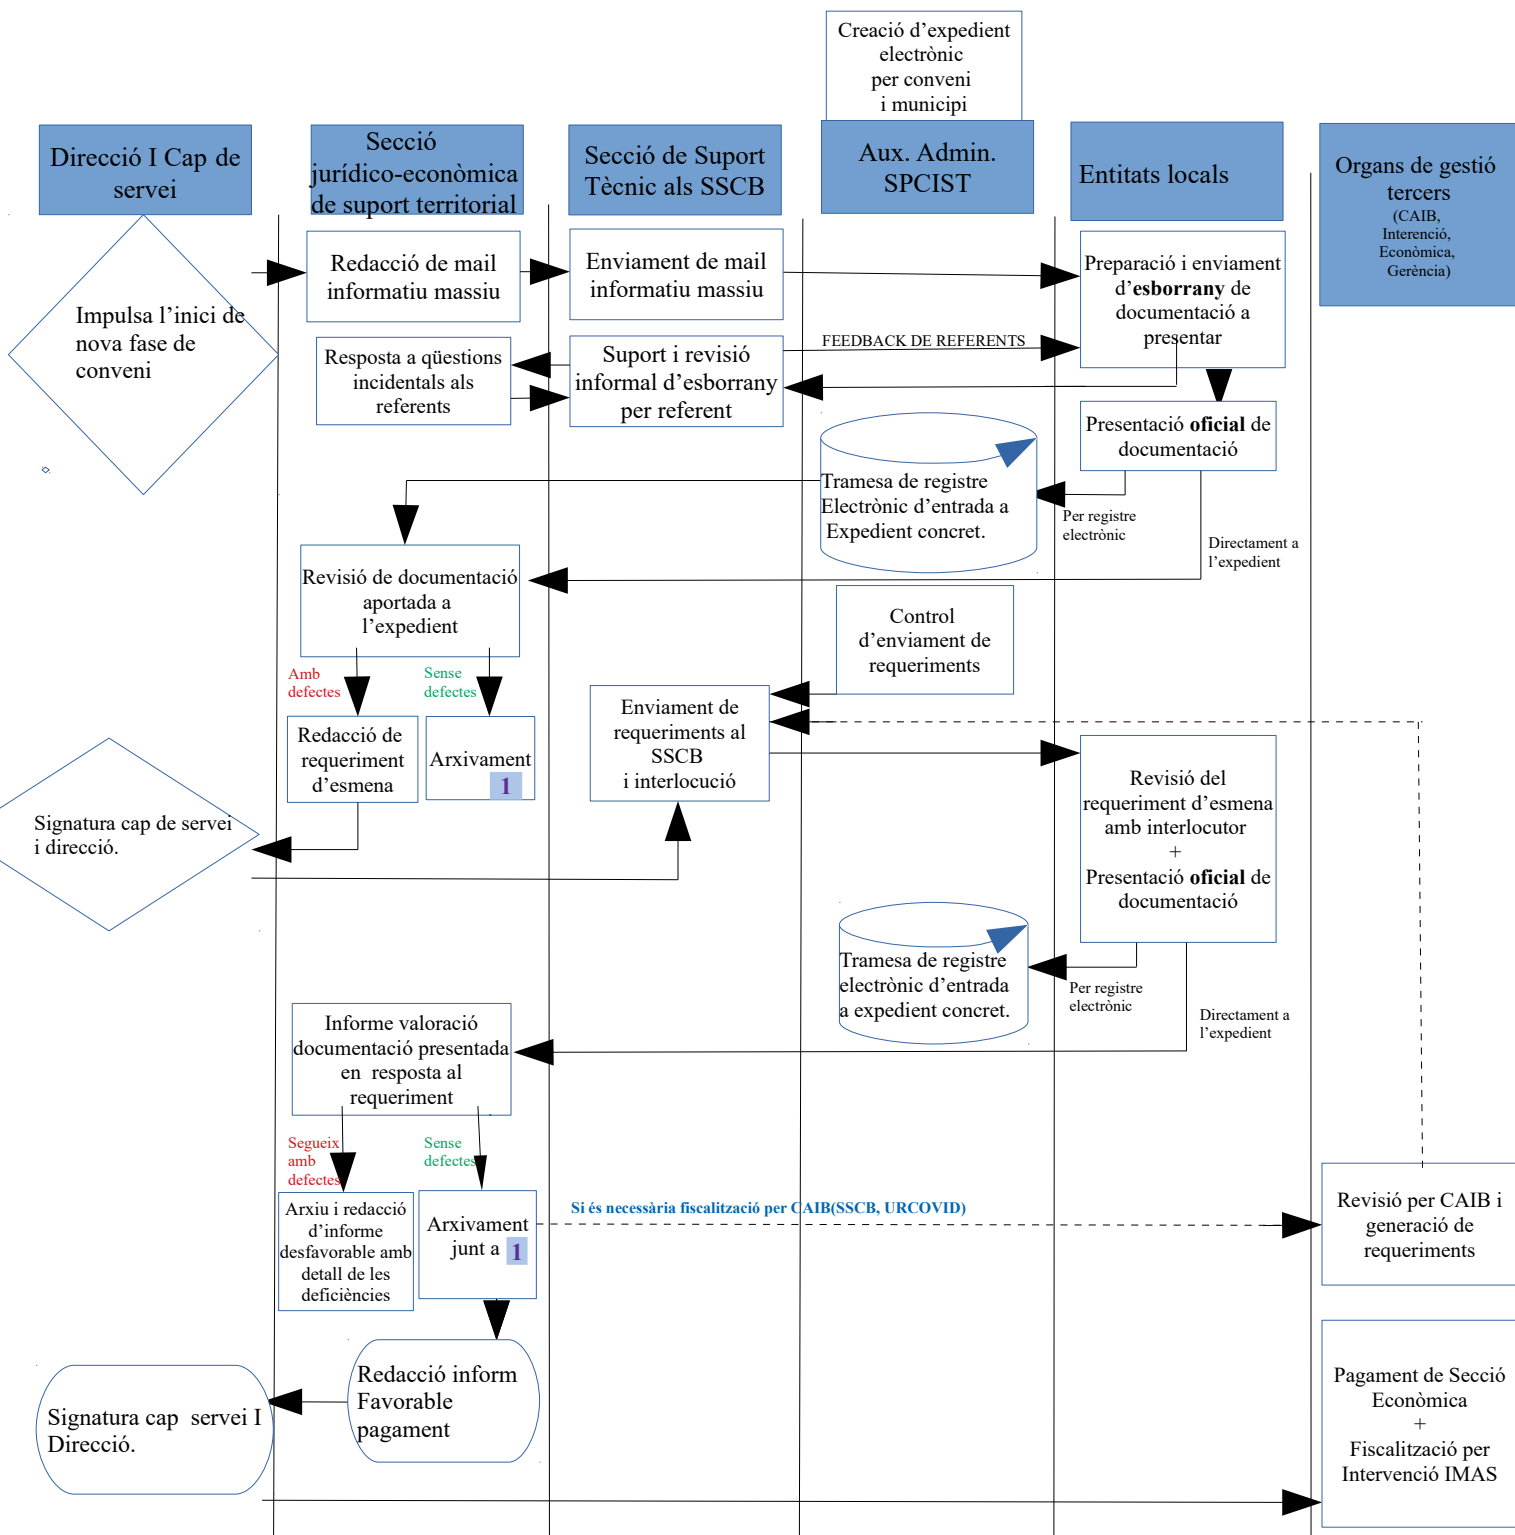 Creació d’expedient
electrònic
per conveni
i municipi
Direcció I Cap de
servei
Secció
jurídico-econòmica
de suport territorial
Secció de Suport
Tècnic als SSCB
Aux. Admin.
SPCIST
Entitats locals
Organs de gestió
tercers
(CAIB,
Interenció,
Econòmica,
Gerència)
Impulsa l’inici de
nova fase de
conveni
Redacció de mail
informatiu massiu
Enviament de mail
informatiu massiu
Preparació i enviament
d’esborrany de
documentació a
presentar
Resposta a qüestions
incidentals als
referents
Suport i revisió
informal d’esborrany
per referent
FEEDBACK DE REFERENTS
Presentació oficial de
documentació
Tramesa de registre
Electrònic d’entrada a
Expedient concret.
Per registre
electrònic
Directament a
l’expedient
Revisió de documentació
aportada a
l’expedient
Control
d’enviament de
requeriments
Amb
defectes
Sense
defectes
Redacció de
requeriment
d’esmena
Arxivament
1
Enviament de
requeriments al
SSCB
i interlocució
Revisió del
requeriment d’esmena
amb interlocutor
+
Presentació oficial de
documentació
Signatura cap de servei
i direcció.
Tramesa de registre
electrònic d’entrada
a expedient concret.
Per registre
electrònic
Directament a
l’expedient
Informe valoració
documentació presentada
en resposta al
requeriment
Segueix
amb
defectes
Sense
defectes
Arxiu i redacció
d’informe
desfavorable amb
detall de les
deficiències
Arxivament
junt a 1
Si és necessària fiscalització per CAIB(SSCB, URCOVID)
Revisió per CAIB i
generació de
requeriments
Redacció inform
Favorable
pagament
Signatura cap servei I
Direcció.
Pagament de Secció
Econòmica
+
Fiscalització per
Intervenció IMAS